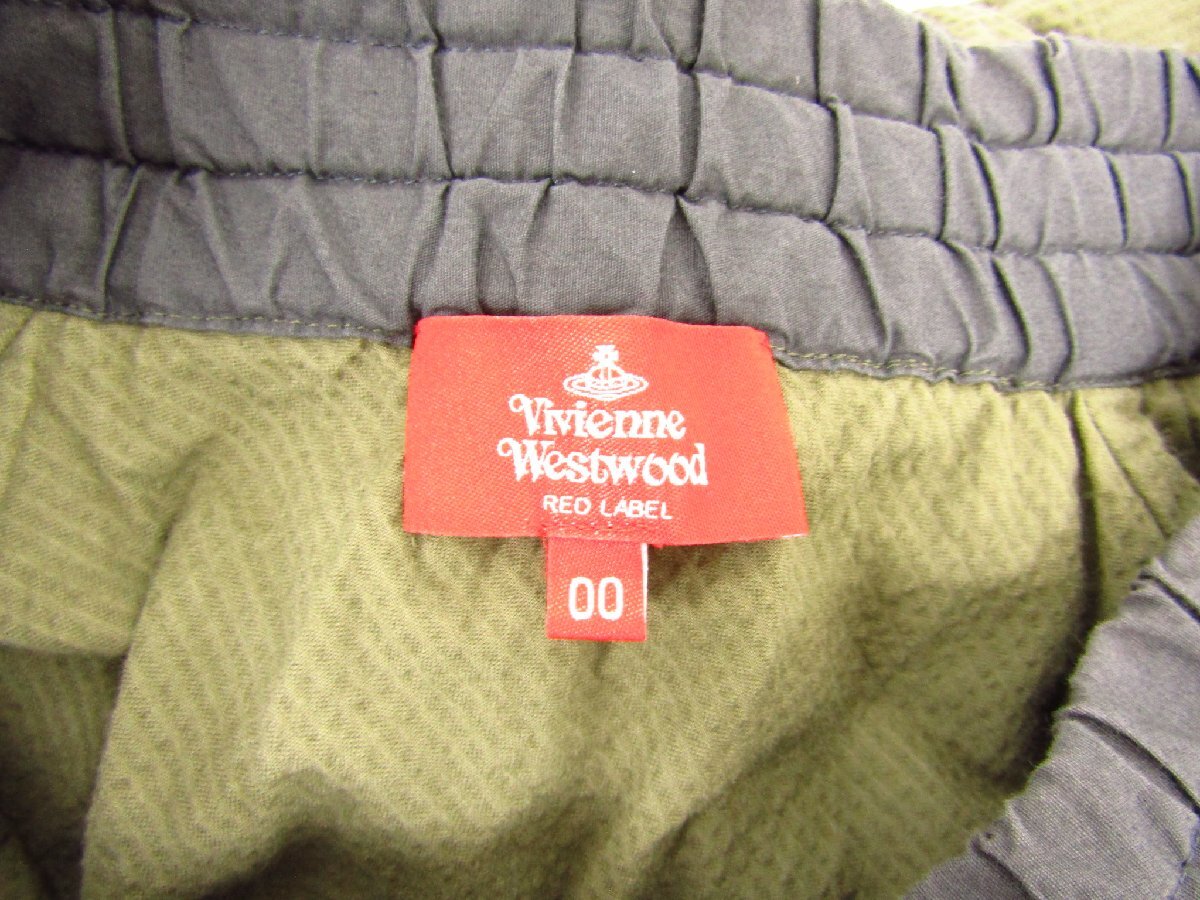 Vivienne
Westwood
RED LABEL
00